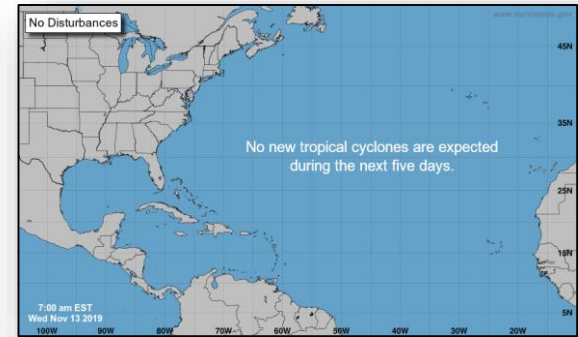 No Disturbances
www.hurricanes.gov
45N
35N
No new tropical cyclones are expected
during the next five days.
25N
15N
7:00 am EST
Wed Nov 13 2019
5N
100W 90W 80W 70W 60W 50W 40W 30W 20W